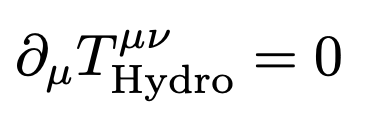 ∂_μ T^{μν}_{Hydro} = 0